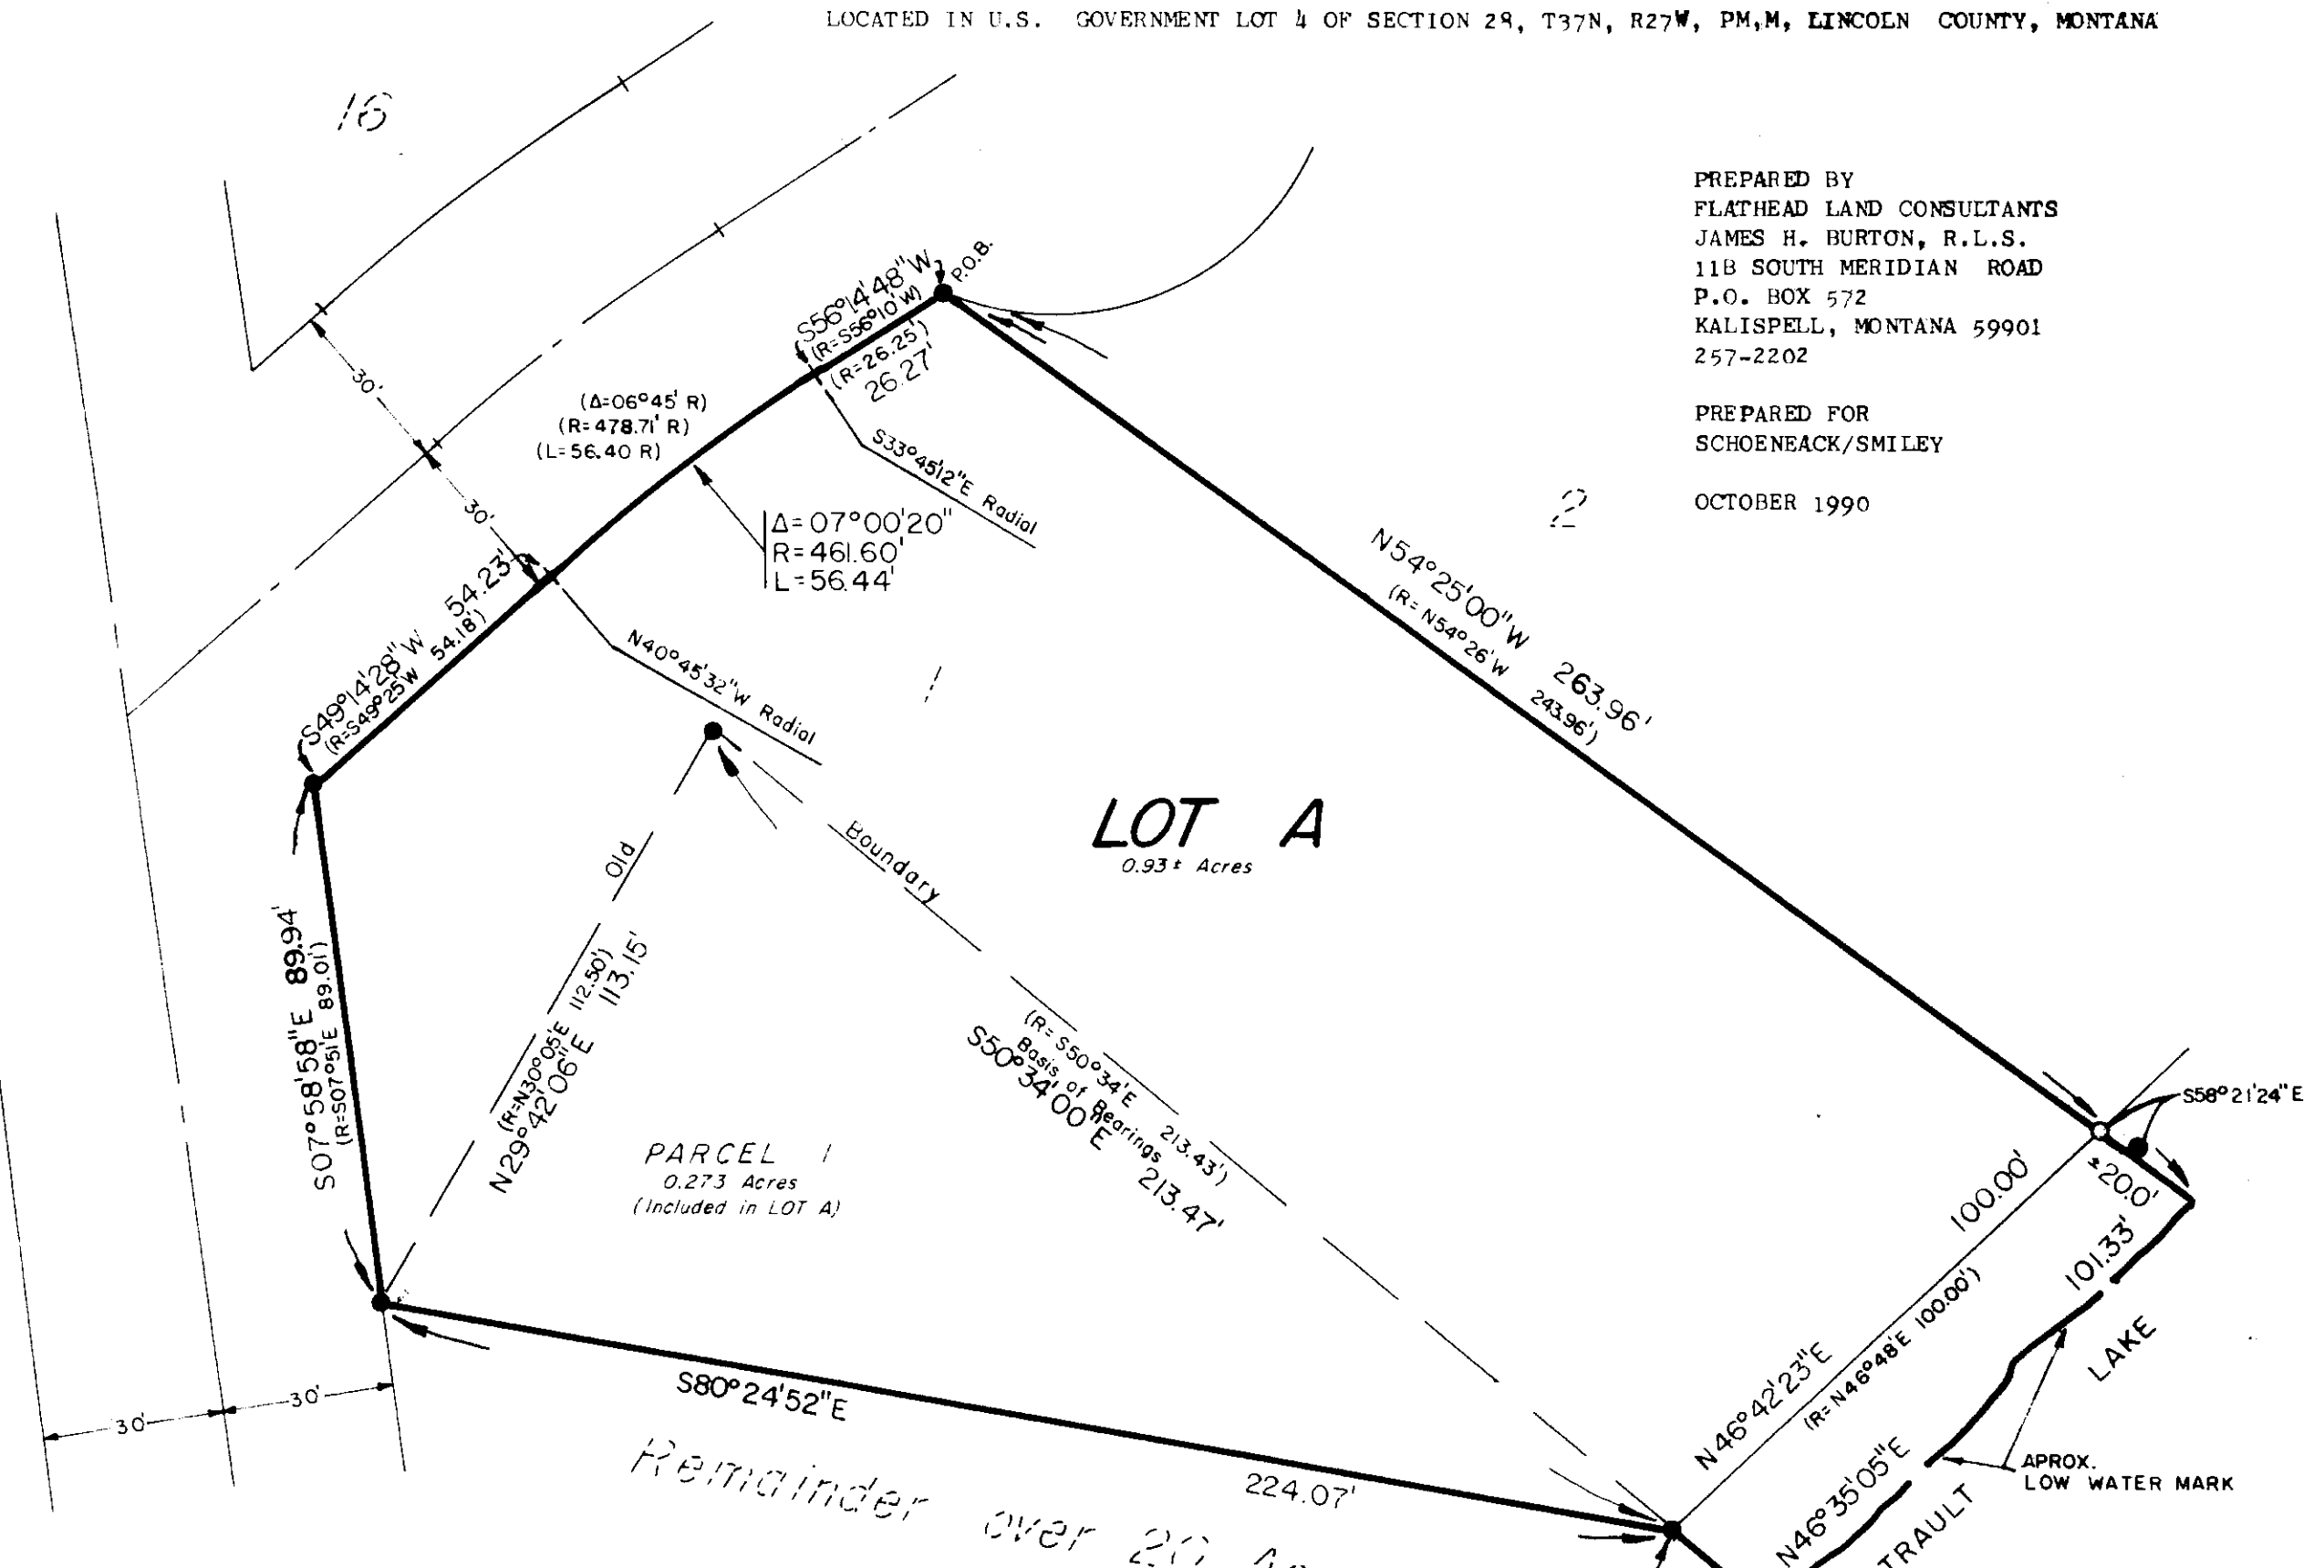 LOCATED IN U.S. GOVERNMENT LOT 4 OF SECTION 28, T37N, R27W, PM,M, LINCOLN COUNTY, MONTANA
16
PREPARED BY
FLATHEAD LAND CONSULTANTS
JAMES H. BURTON, R.L.S.
11B SOUTH MERIDIAN ROAD
P.O. BOX 572
KALISPELL, MONTANA 59901
257-2202
PREPARED FOR
SCHOENEACK/SMILEY
OCTOBER 1990
P.O.B.
S56°14'48"W
(R=S56°10'W)
(R=26.25')
26.27'
30'
30'
(Δ=06°45' R)
(R=478.71' R)
(L=56.40 R)
S33°45'12"E Radial
Δ=07°00'20"
R=461.60'
L=56.44'
2
N54°25'00"W 263.96'
(R=N54°26'W 243.96')
S49°14'28"W 54.23'
(R=S49°25'W 54.18')
N40°45'32"W Radial
1
LOT A
0.93± Acres
Old
Boundary
S07°58'58"E 89.94'
(R=S07°51'E 89.01')
(R=N30°05'E 112.50')
N29°42'06"E 113.15'
(R=S50°34'E 213.43')
Basis of Bearings
S50°34'00"E 213.47'
PARCEL 1
0.273 Acres
(Included in LOT A)
S58°21'24"E
±20.0'
100.00'
101.33'
N46°42'23"E
(R=N46°48'E 100.00')
LAKE
N46°35'05"E
APROX.
LOW WATER MARK
TRAULT
30'
30'
S80°24'52"E
224.07'
Remainder over 20